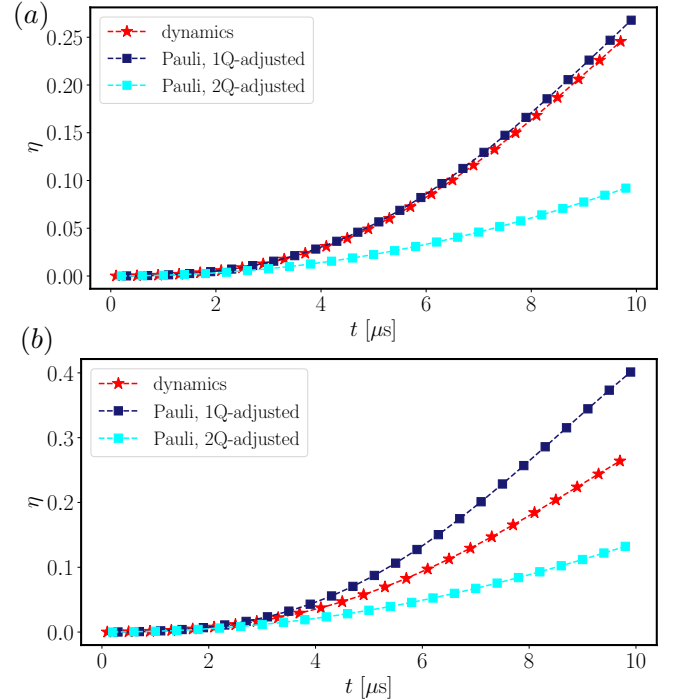 (a)
dynamics
Pauli, 1Q-adjusted
Pauli, 2Q-adjusted
0.25
0.20
0.15
0.10
0.05
0.00
η
0 2 4 6 8 10
t [μs]
(b)
dynamics
Pauli, 1Q-adjusted
Pauli, 2Q-adjusted
0.4
0.3
0.2
0.1
0.0
η
0 2 4 6 8 10
t [μs]